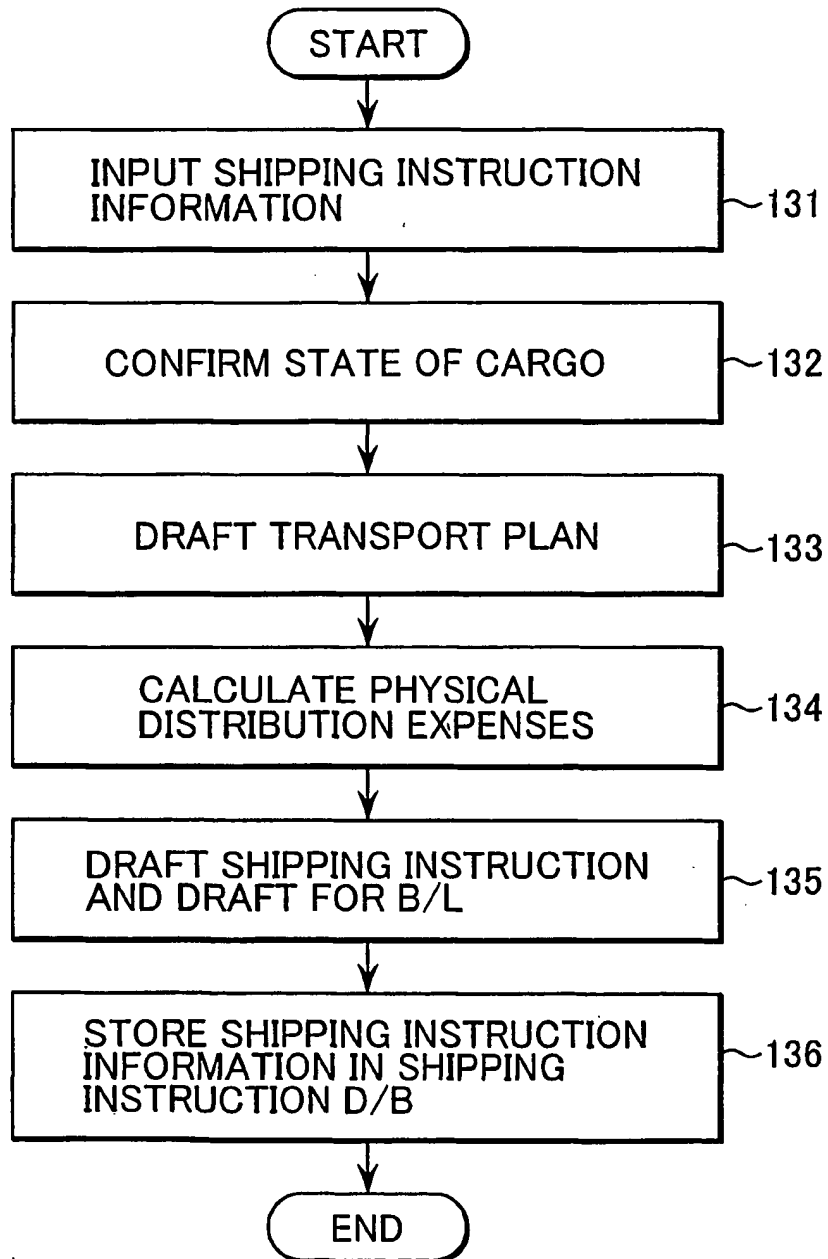 START
INPUT SHIPPING INSTRUCTION
INFORMATION
131
CONFIRM STATE OF CARGO
132
DRAFT TRANSPORT PLAN
133
CALCULATE PHYSICAL
DISTRIBUTION EXPENSES
134
DRAFT SHIPPING INSTRUCTION
AND DRAFT FOR B/L
135
STORE SHIPPING INSTRUCTION
INFORMATION IN SHIPPING
INSTRUCTION D/B
136
END